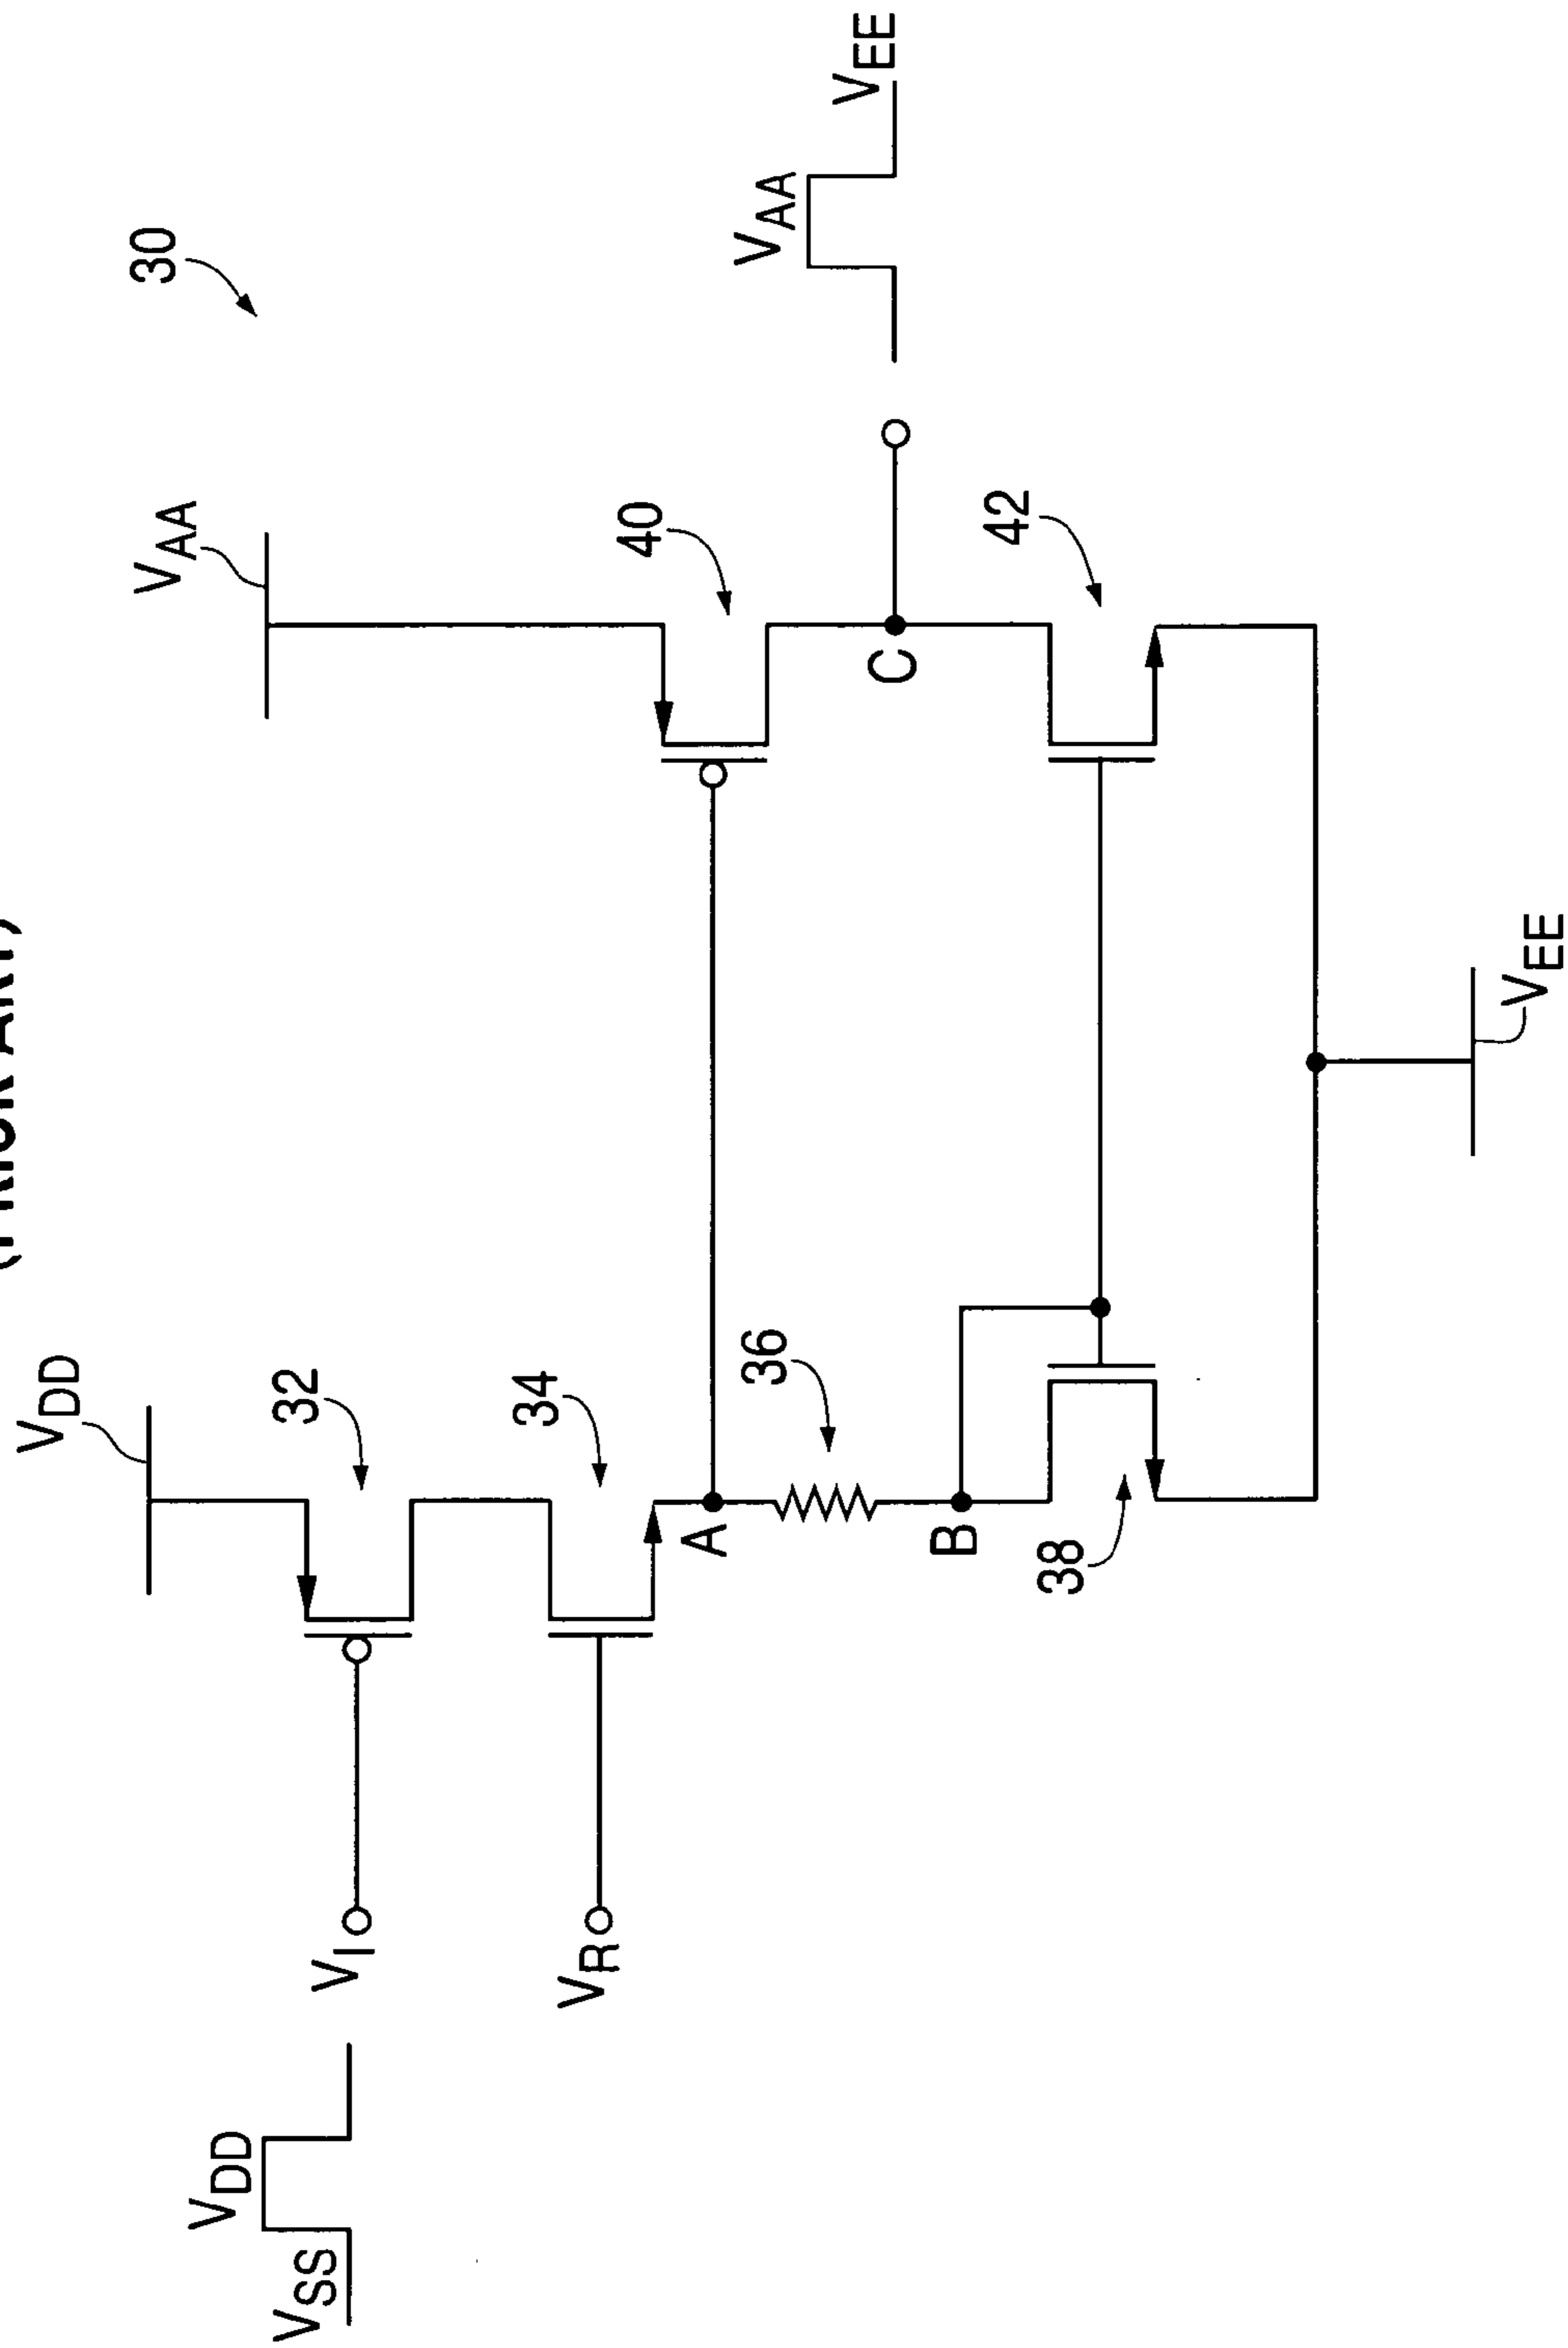 (PRIOR ART)
V_DD
30
V_AA
V_DD
32
V_SS
V_I
34
V_R
40
A
36
V_AA
V_EE
C
B
42
38
V_EE